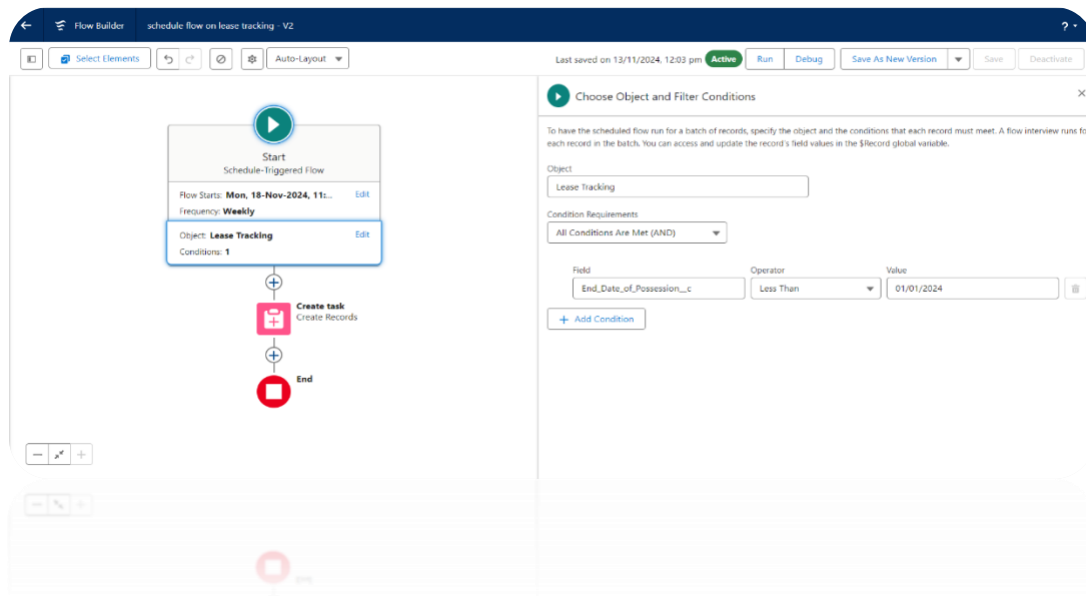 Flow Builder schedule flow on lease tracking - V2 ?
Select Elements Auto-Layout Last saved on 13/11/2024, 12:03 pm Active Run Debug Save As New Version Save Deactivate
Start
Schedule-Triggered Flow
Flow Starts: Mon, 18-Nov-2024, 11:... Edit
Frequency: Weekly
Object: Lease Tracking Edit
Conditions: 1
Create task
Create Records
End
Choose Object and Filter Conditions
To have the scheduled flow run for a batch of records, specify the object and the conditions that each record must meet. A flow interview runs fo
each record in the batch. You can access and update the record's field values in the $Record global variable.
Object
Lease Tracking
Condition Requirements
All Conditions Are Met (AND)
Field Operator Value
End_Date_of_Possession__c Less Than 01/01/2024
+ Add Condition